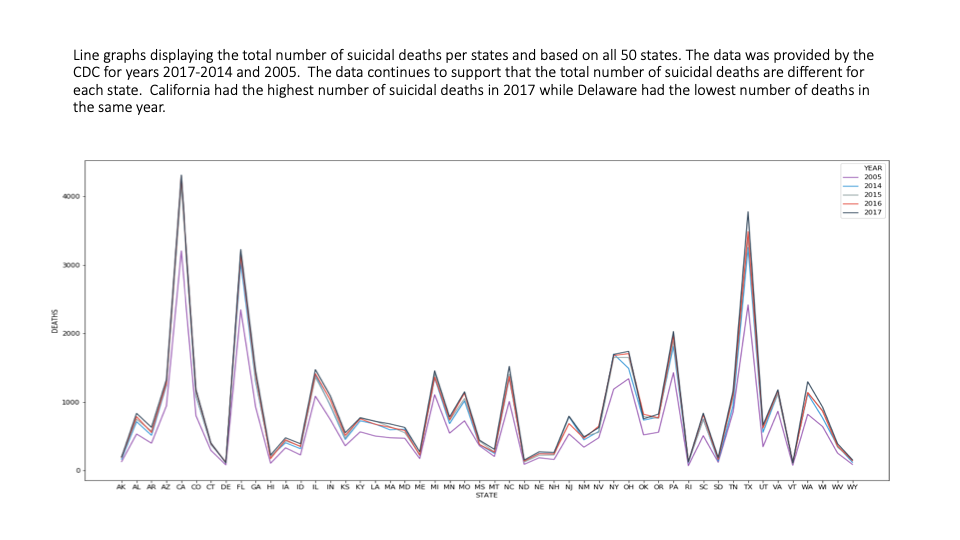 Line graphs displaying the total number of suicidal deaths per states and based on all 50 states. The data was provided by the
CDC for years 2017-2014 and 2005.  The data continues to support that the total number of suicidal deaths are different for
each state.  California had the highest number of suicidal deaths in 2017 while Delaware had the lowest number of deaths in
the same year.
YEAR
2005
2014
2015
2016
2017
4000
3000
2000
1000
0
DEATHS
AK AL AR AZ CA CO CT DE FL GA HI IA ID IL IN KS KY LA MA MD ME MI MN MO MS MT NC ND NE NH NJ NM NV NY OH OK OR PA RI SC SD TN TX UT VA VT WA WI WV WY
STATE